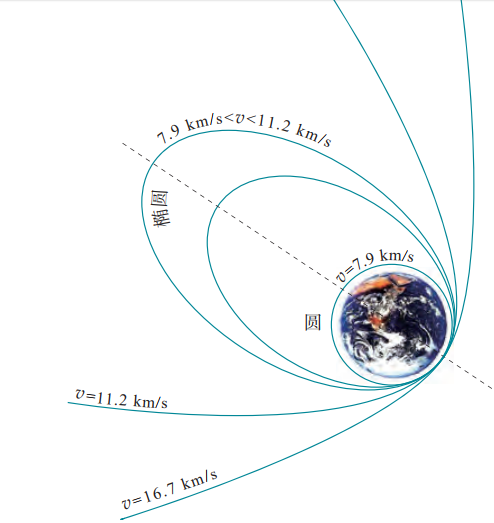 7.9 km/s<v<11.2 km/s
椭圆
v=7.9 km/s
圆
v=11.2 km/s
v=16.7 km/s